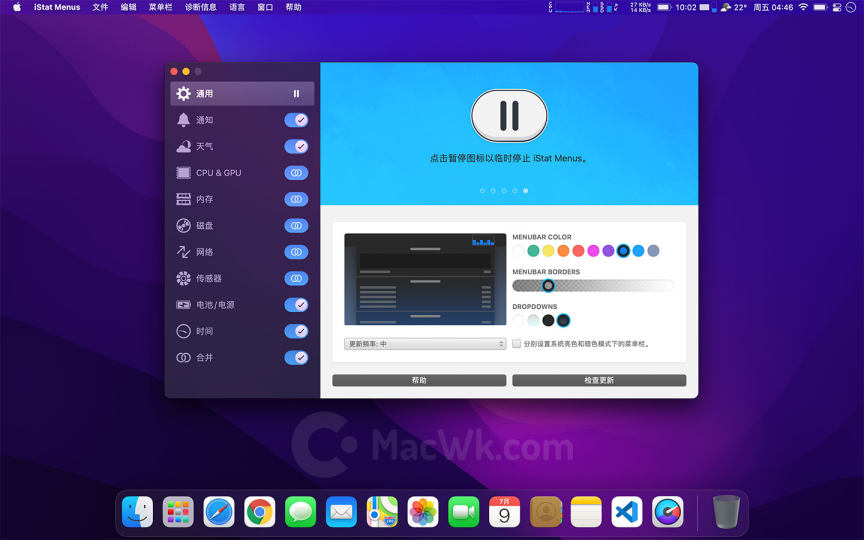 iStat Menus 文件 编辑 菜单栏 诊断信息 语言 窗口 帮助
27 KB/s
14 KB/s
10:02
22°
周五 04:46
通用
通知
天气
CPU & GPU
内存
磁盘
网络
传感器
电池/电源
时间
合并
点击暂停图标以临时停止 iStat Menus。
MENUBAR COLOR
MENUBAR BORDERS
DROPDOWNS
更新频率: 中
分别设置系统亮色和暗色模式下的菜单栏。
帮助
检查更新
MacWk.com
7月
9